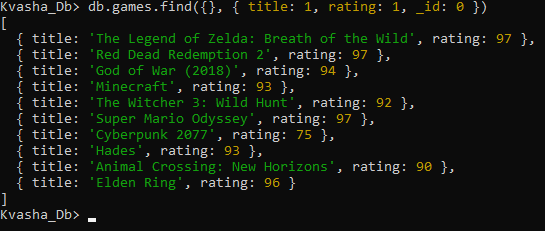 Kvasha_Db> db.games.find({}, { title: 1, rating: 1, _id: 0 })
[
  { title: 'The Legend of Zelda: Breath of the Wild', rating: 97 },
  { title: 'Red Dead Redemption 2', rating: 97 },
  { title: 'God of War (2018)', rating: 94 },
  { title: 'Minecraft', rating: 93 },
  { title: 'The Witcher 3: Wild Hunt', rating: 92 },
  { title: 'Super Mario Odyssey', rating: 97 },
  { title: 'Cyberpunk 2077', rating: 75 },
  { title: 'Hades', rating: 93 },
  { title: 'Animal Crossing: New Horizons', rating: 90 },
  { title: 'Elden Ring', rating: 96 }
]
Kvasha_Db> _